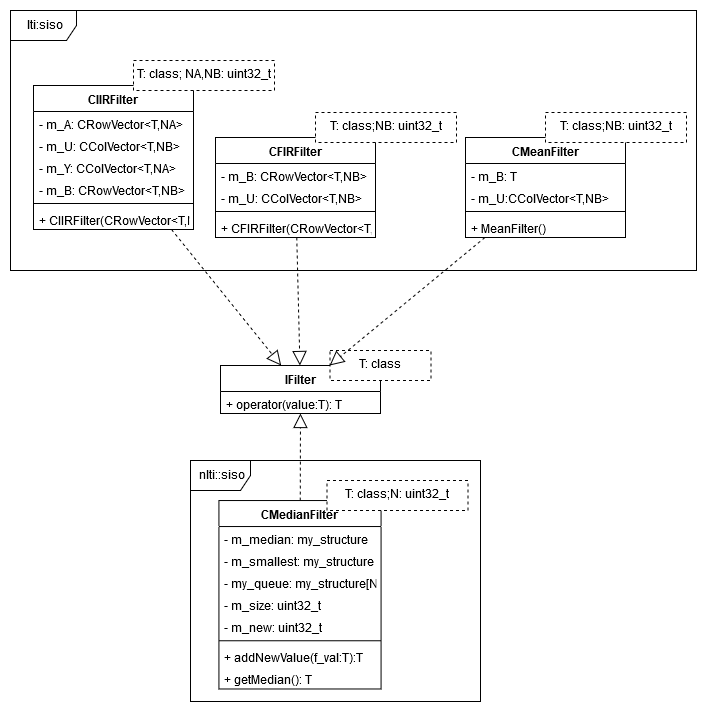 lti:siso
T: class; NA,NB: uint32_t
CIIRFilter
- m_A: CRowVector<T,NA>
- m_U: CColVector<T,NB>
- m_Y: CColVector<T,NA>
- m_B: CRowVector<T,NB>
+ CIIRFilter(CRowVector<T,
T: class;NB: uint32_t
CFIRFilter
- m_B: CRowVector<T,NB>
- m_U: CColVector<T,NB>
+ CFIRFilter(CRowVector<T,
T: class;NB: uint32_t
CMeanFilter
- m_B: T
- m_U:CColVector<T,NB>
+ MeanFilter()
T: class
IFilter
+ operator(value:T): T
nlti::siso
T: class;N: uint32_t
CMedianFilter
- m_median: my_structure
- m_smallest: my_structure
- my_queue: my_structure[N
- m_size: uint32_t
- m_new: uint32_t
+ addNewValue(f_val:T):T
+ getMedian(): T